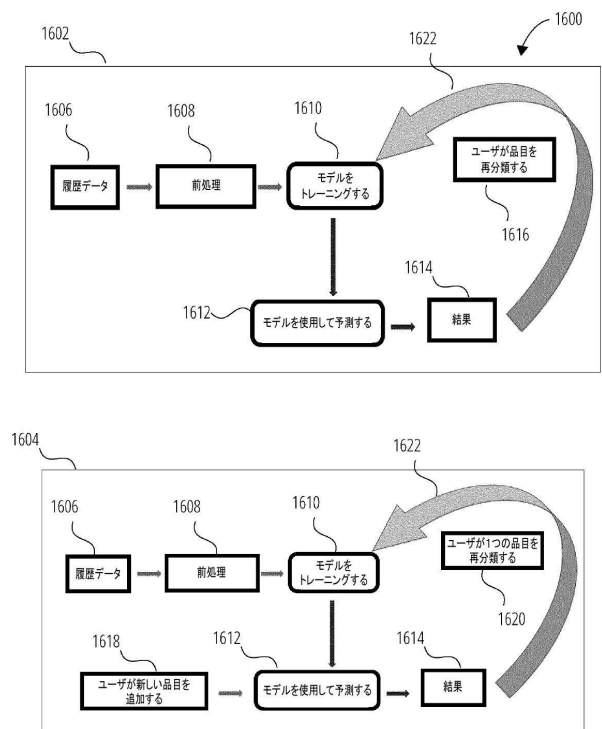 1602
1622
1600
1606
1608
1610
履歴データ
前処理
モデルを
トレーニングする
ユーザが品目を
再分類する
1616
1614
1612
モデルを使用して予測する
結果
1604
1622
1606
1608
1610
履歴データ
前処理
モデルを
トレーニングする
ユーザが1つの品目を
再分類する
1620
1618
1612
1614
ユーザが新しい品目を
追加する
モデルを使用して予測する
結果